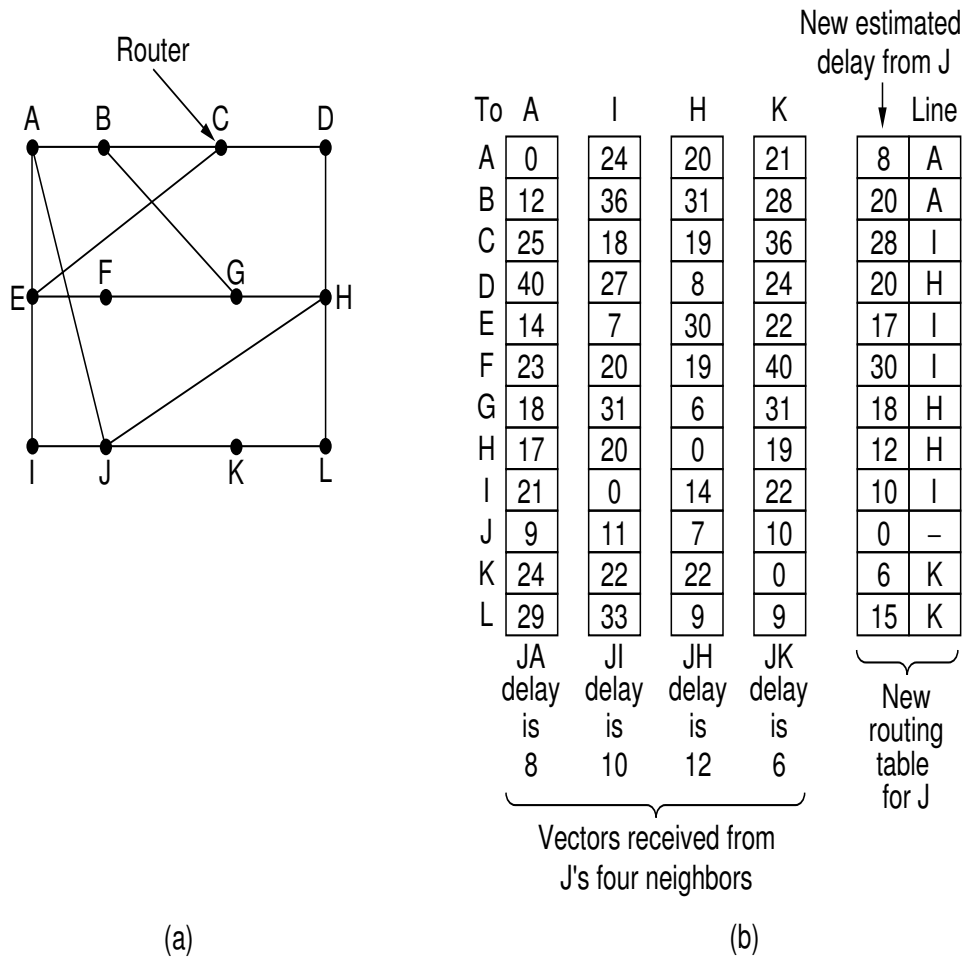 Router
A B C D
E F G H
I J K L
(a)
New estimated
delay from J
To A I H K Line
A 0 24 20 21 8 A
B 12 36 31 28 20 A
C 25 18 19 36 28 I
D 40 27 8 24 20 H
E 14 7 30 22 17 I
F 23 20 19 40 30 I
G 18 31 6 31 18 H
H 17 20 0 19 12 H
I 21 0 14 22 10 I
J 9 11 7 10 0 –
K 24 22 22 0 6 K
L 29 33 9 9 15 K
JA JI JH JK
delay delay delay delay
is is is is
8 10 12 6
New
routing
table
for J
Vectors received from
J's four neighbors
(b)